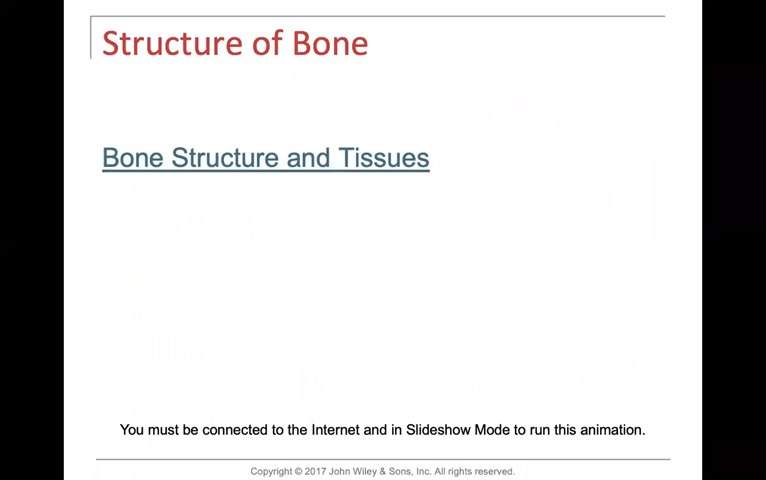 Structure of Bone
Bone Structure and Tissues
You must be connected to the Internet and in Slideshow Mode to run this animation.
Copyright © 2017 John Wiley & Sons, Inc. All rights reserved.